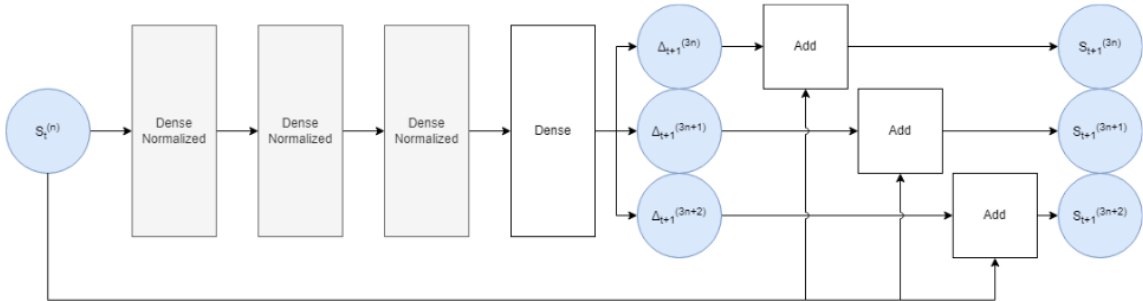 S_t^(n)
Dense
Normalized
Dense
Normalized
Dense
Normalized
Dense
Δ_t+1^(3n)
Δ_t+1^(3n+1)
Δ_t+1^(3n+2)
Add
Add
Add
S_t+1^(3n)
S_t+1^(3n+1)
S_t+1^(3n+2)